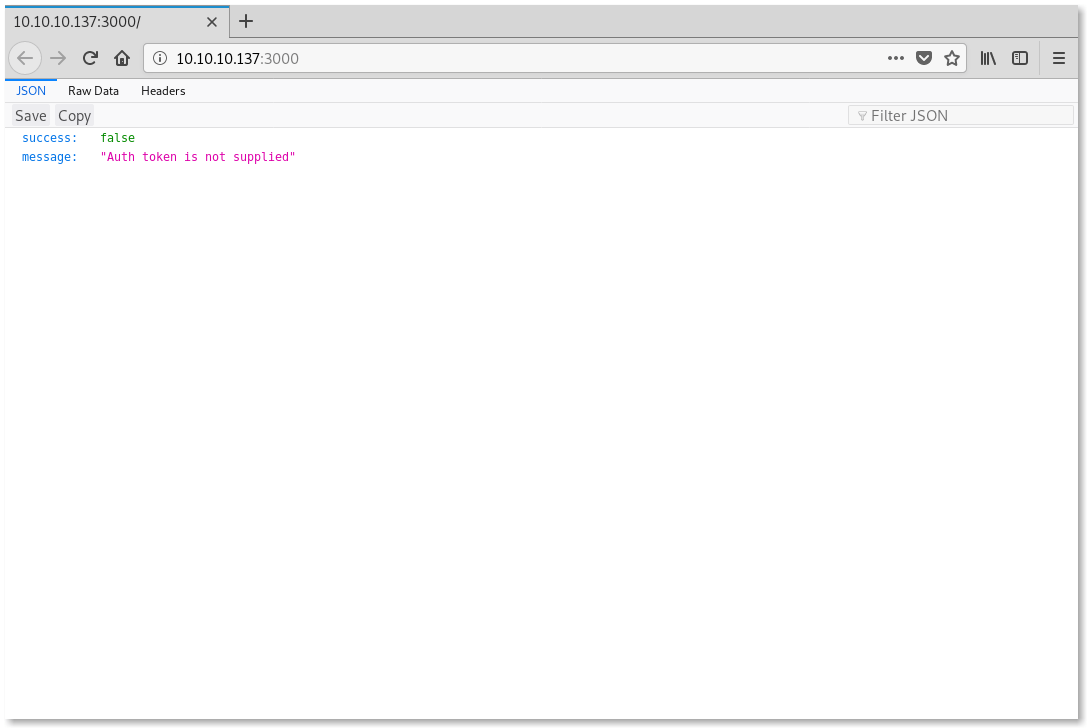 10.10.10.137:3000/
10.10.10.137:3000
JSON Raw Data Headers
Save Copy Filter JSON
success: false
message: "Auth token is not supplied"